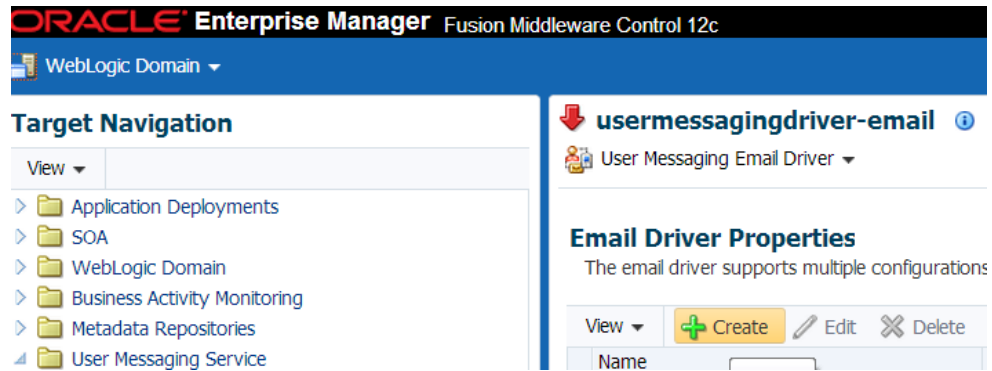 ORACLE Enterprise Manager Fusion Middleware Control 12c
WebLogic Domain
Target Navigation
View
Application Deployments
SOA
WebLogic Domain
Business Activity Monitoring
Metadata Repositories
User Messaging Service
usermessagingdriver-email
User Messaging Email Driver
Email Driver Properties
The email driver supports multiple configurations
View Create Edit Delete
Name